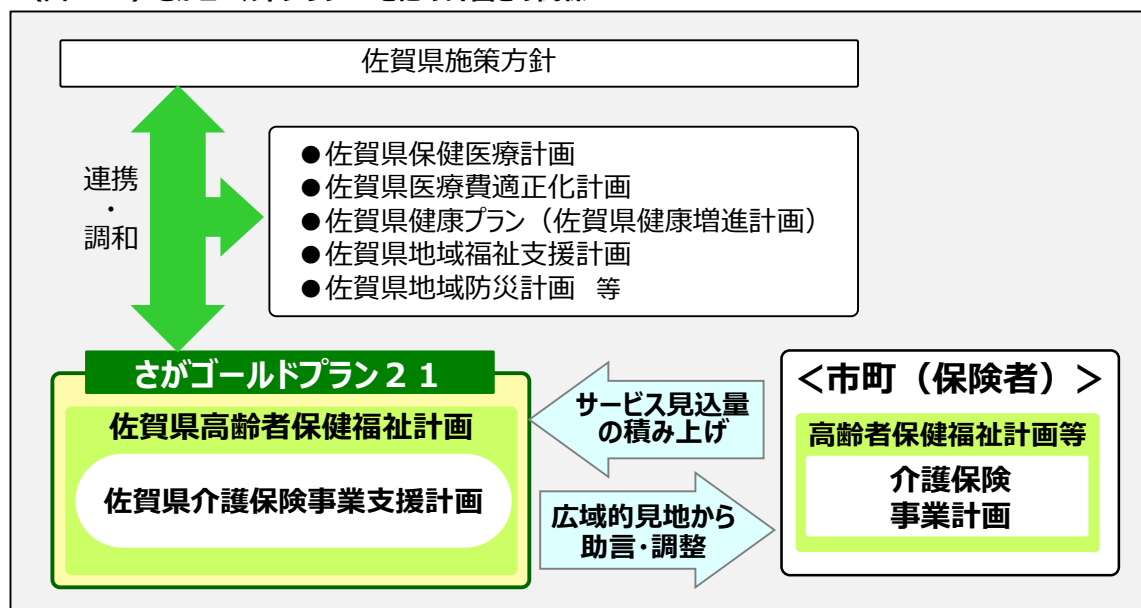 佐賀県施策方針
連携
・
調和
●佐賀県保健医療計画
●佐賀県医療費適正化計画
●佐賀県健康プラン（佐賀県健康増進計画）
●佐賀県地域福祉支援計画
●佐賀県地域防災計画 等
さがゴールドプラン２１
佐賀県高齢者保健福祉計画
佐賀県介護保険事業支援計画
サービス見込量
の積み上げ
広域的見地から
助言・調整
＜市町（保険者）＞
高齢者保健福祉計画等
介護保険
事業計画